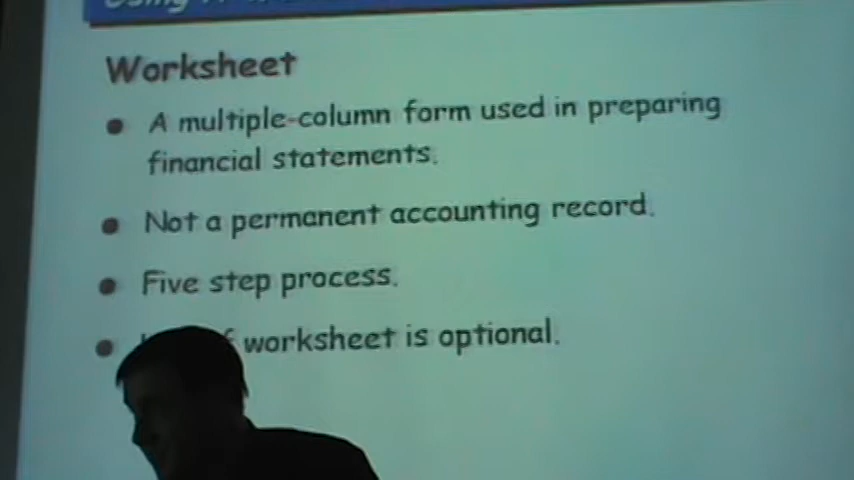 Using
Worksheet
A multiple-column form used in preparing
financial statements.
Not a permanent accounting record.
Five step process.
worksheet is optional.